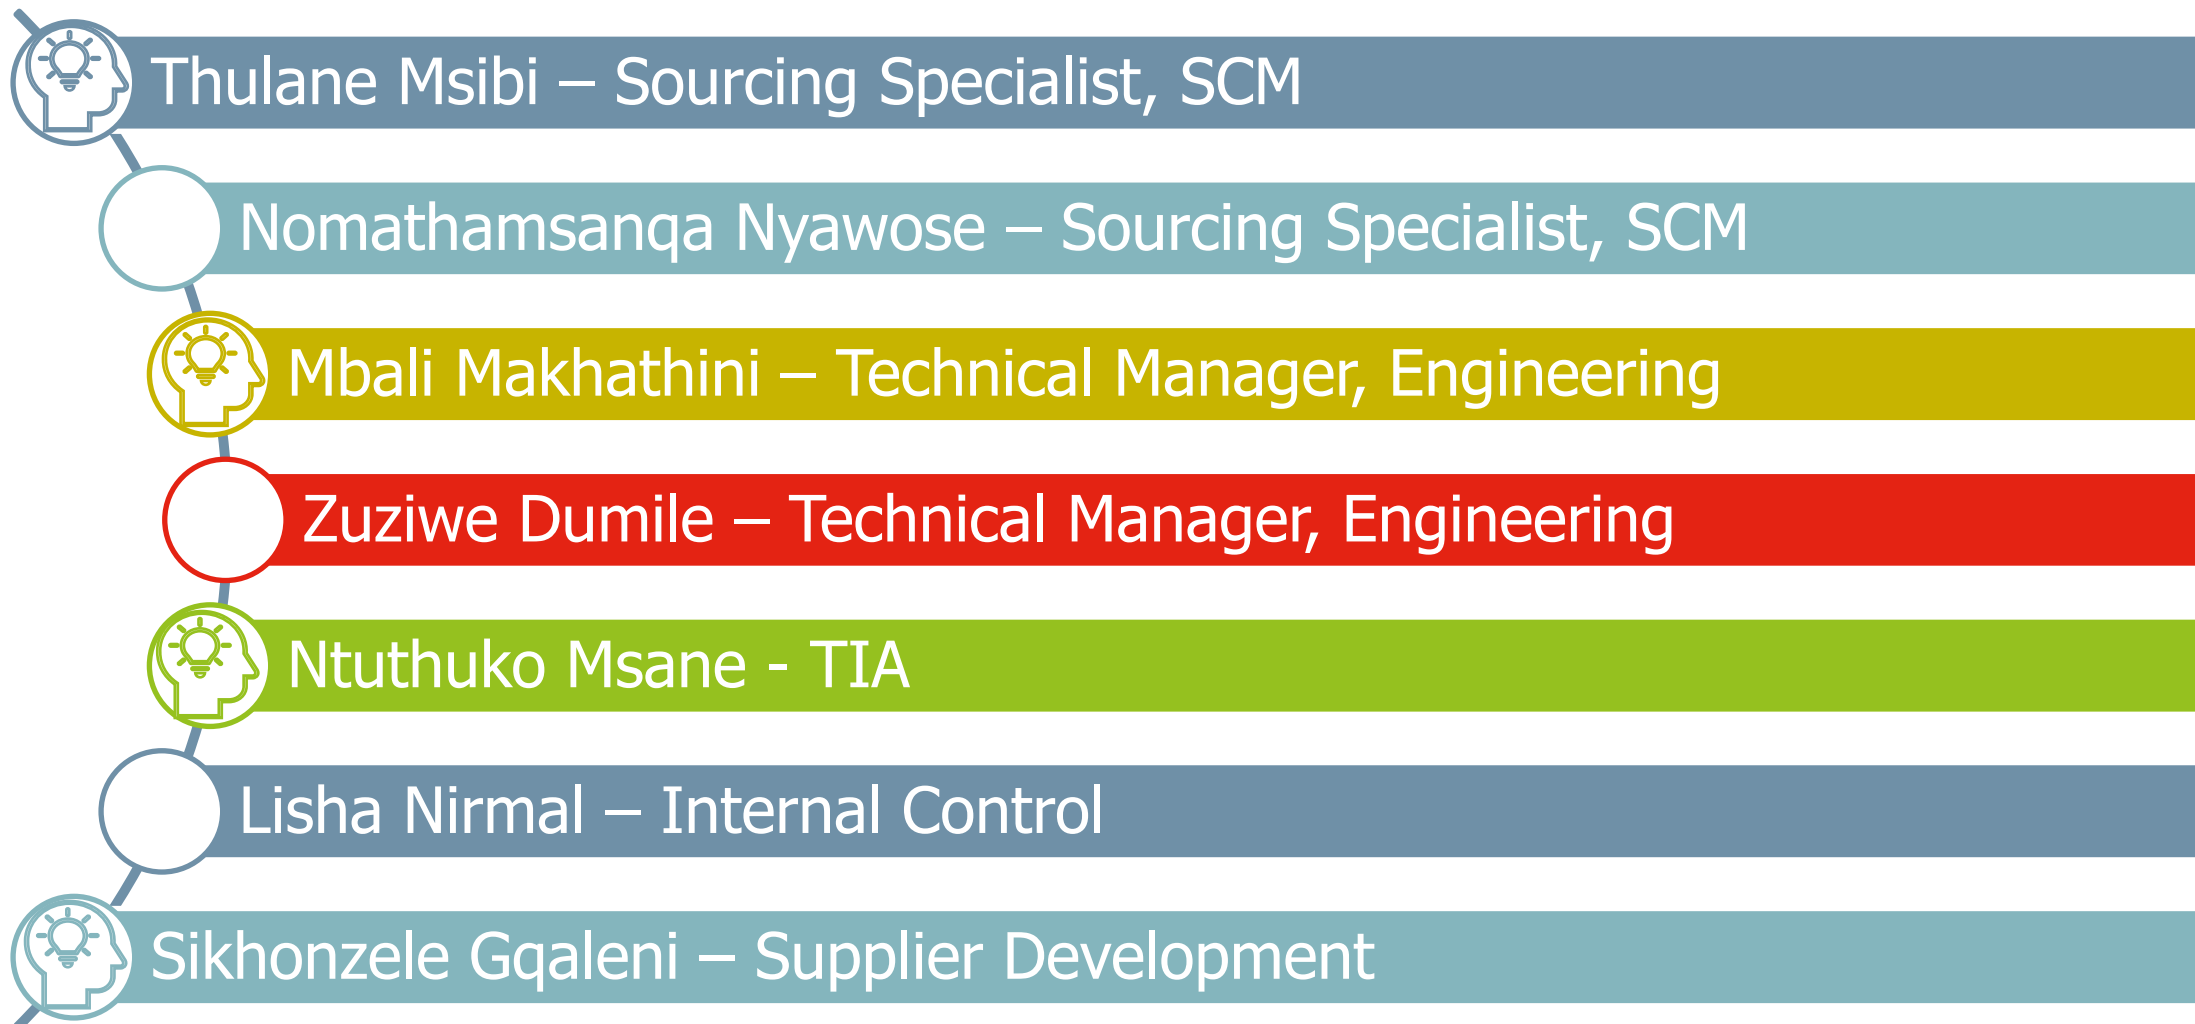 Thulane Msibi – Sourcing Specialist, SCM
Nomathamsanqa Nyawose – Sourcing Specialist, SCM
Mbali Makhathini – Technical Manager, Engineering
Zuziwe Dumile – Technical Manager, Engineering
Ntuthuko Msane - TIA
Lisha Nirmal – Internal Control
Sikhonzele Gqaleni – Supplier Development